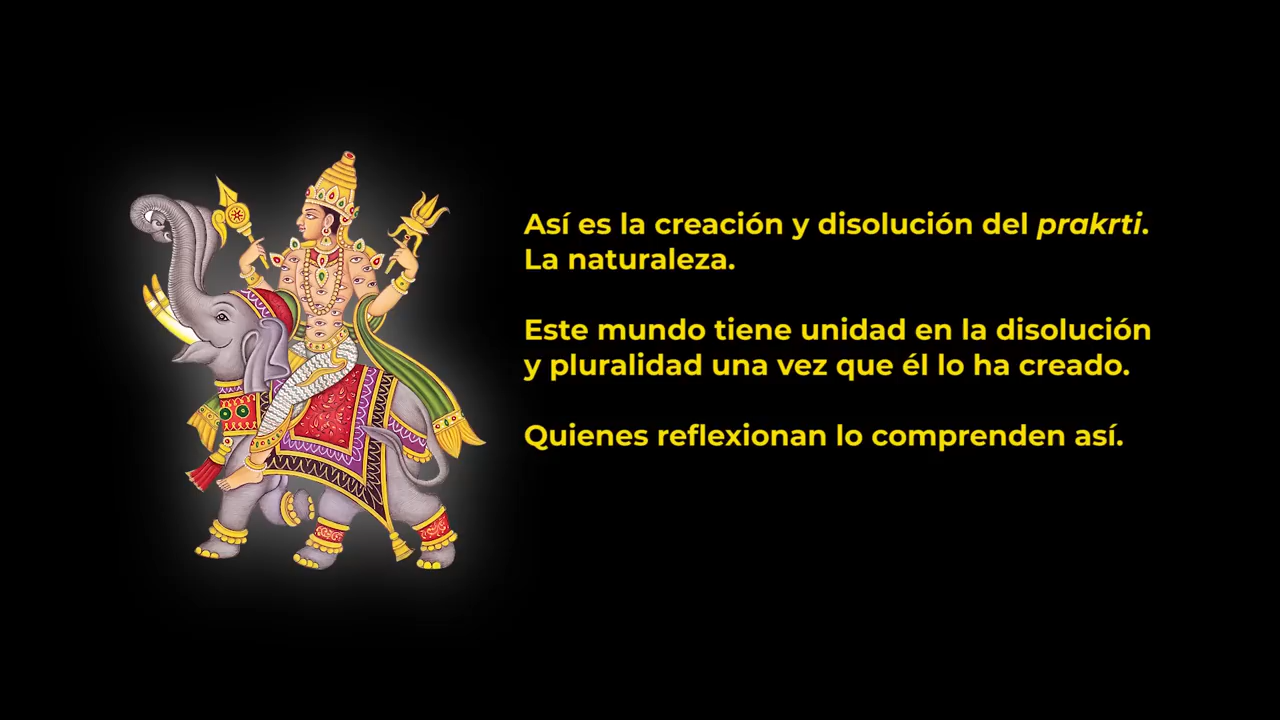 Así es la creación y disolución del prakrti.
La naturaleza.
Este mundo tiene unidad en la disolución
y pluralidad una vez que él lo ha creado.
Quienes reflexionan lo comprenden así.